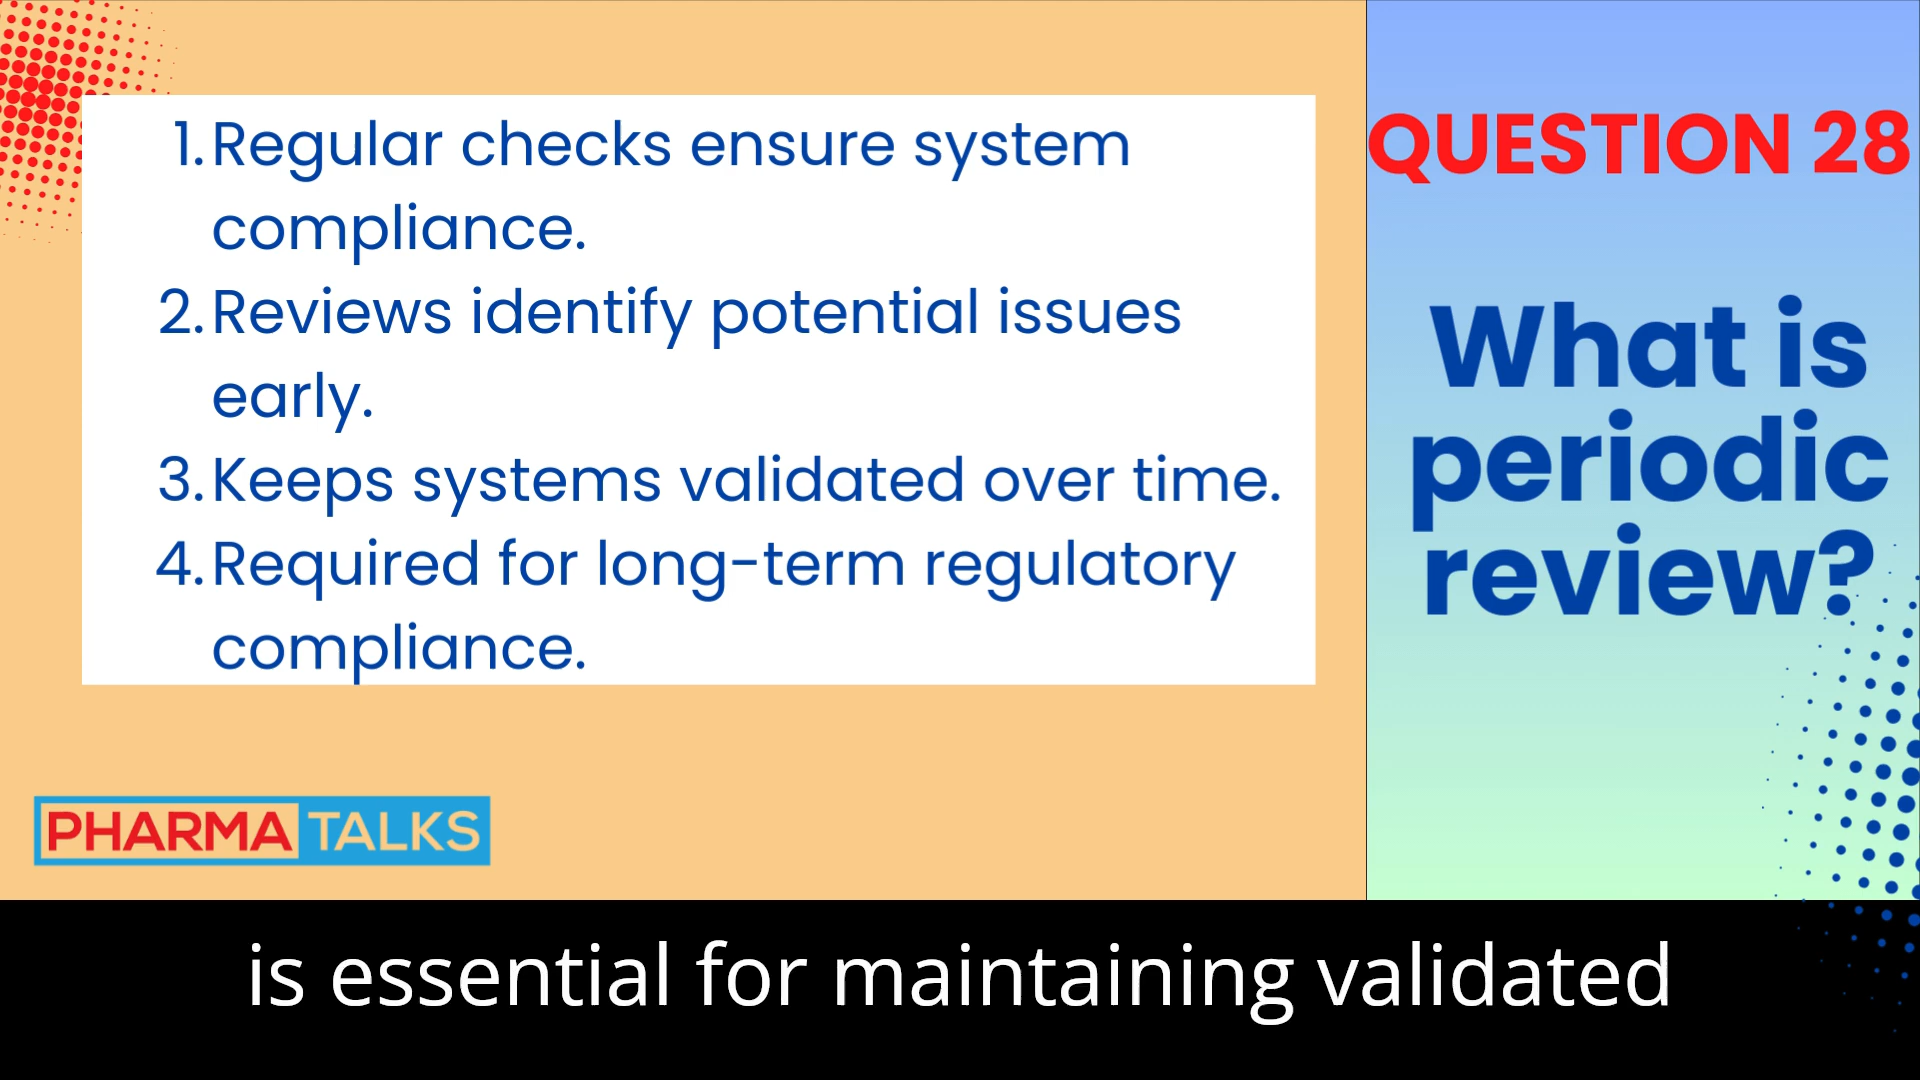 1. Regular checks ensure system
compliance.
2. Reviews identify potential issues
early.
3. Keeps systems validated over time.
4. Required for long-term regulatory
compliance.
QUESTION 28
What is
periodic
review?
PHARMA TALKS
is essential for maintaining validated